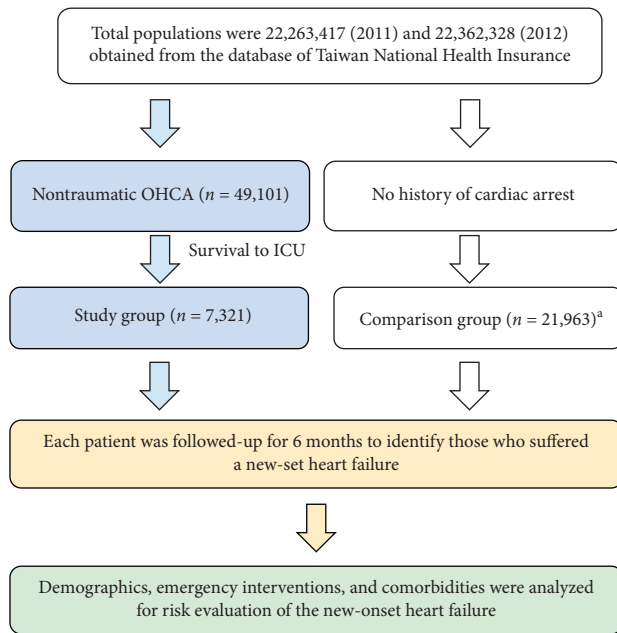 Total populations were 22,263,417 (2011) and 22,362,328 (2012)
obtained from the database of Taiwan National Health Insurance
Nontraumatic OHCA (n = 49,101)
No history of cardiac arrest
Survival to ICU
Study group (n = 7,321)
Comparison group (n = 21,963)a
Each patient was followed-up for 6 months to identify those who suffered
a new-set heart failure
Demographics, emergency interventions, and comorbidities were analyzed
for risk evaluation of the new-onset heart failure